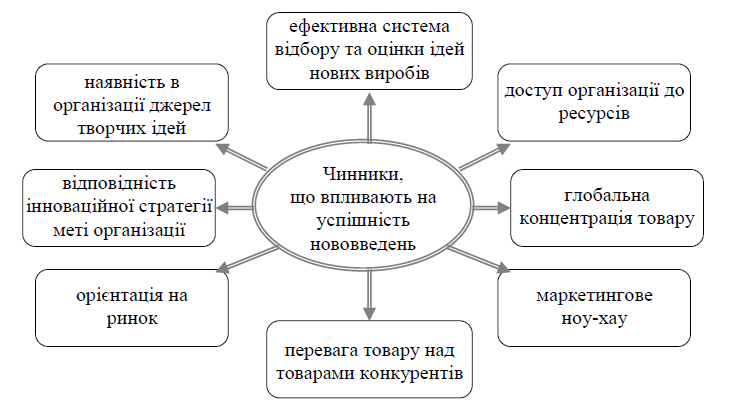 ефективна система
відбору та оцінки ідей
нових виробів
наявність в
організації джерел
творчих ідей
доступ організації до
ресурсів
Чинники,
що впливають на
успішність
нововведень
відповідність
інноваційної стратегії
меті організації
глобальна
концентрація товару
орієнтація на
ринок
маркетингове
ноу-хау
перевага товару над
товарами конкурентів